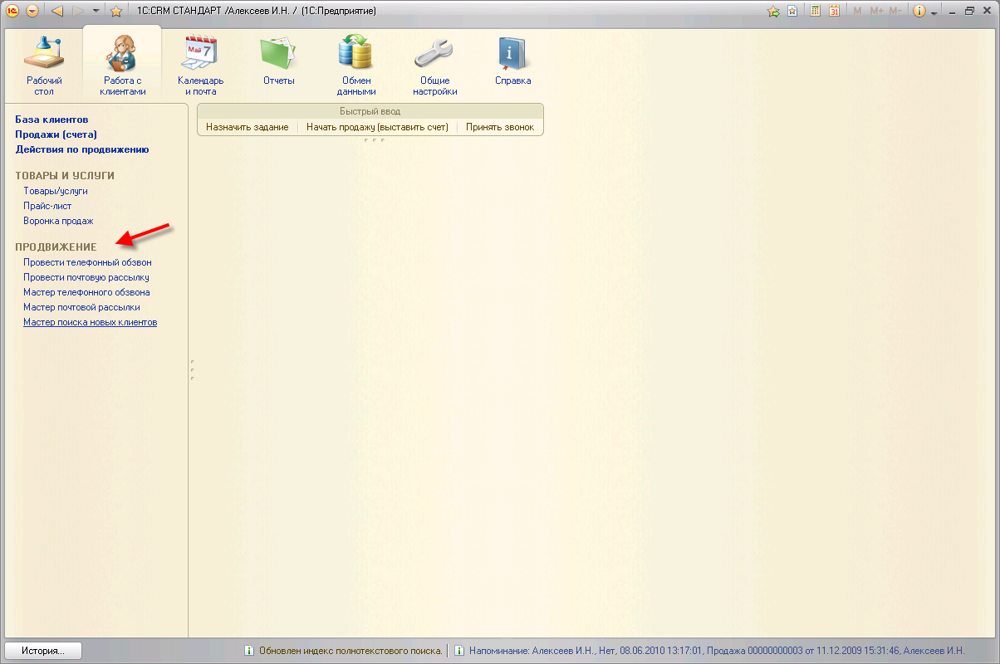 1С:CRM СТАНДАРТ /Алексеев И.Н. / (1С:Предприятие)
31 M M+ M- i
Рабочий стол
Работа с клиентами
Май 7
Календарь и почта
Отчеты
Обмен данными
Общие настройки
Справка
База клиентов
Продажи (счета)
Действия по продвижению
ТОВАРЫ И УСЛУГИ
Товары/услуги
Прайс-лист
Воронка продаж
ПРОДВИЖЕНИЕ
Провести телефонный обзвон
Провести почтовую рассылку
Мастер телефонного обзвона
Мастер почтовой рассылки
Мастер поиска новых клиентов
Быстрый ввод
Назначить задание
Начать продажу (выставить счет)
Принять звонок
История...
Обновлен индекс полнотекстового поиска.
Напоминание: Алексеев И.Н., Нет, 08.06.2010 13:17:01, Продажа 00000000003 от 11.12.2009 15:31:46, Алексеев И.Н.